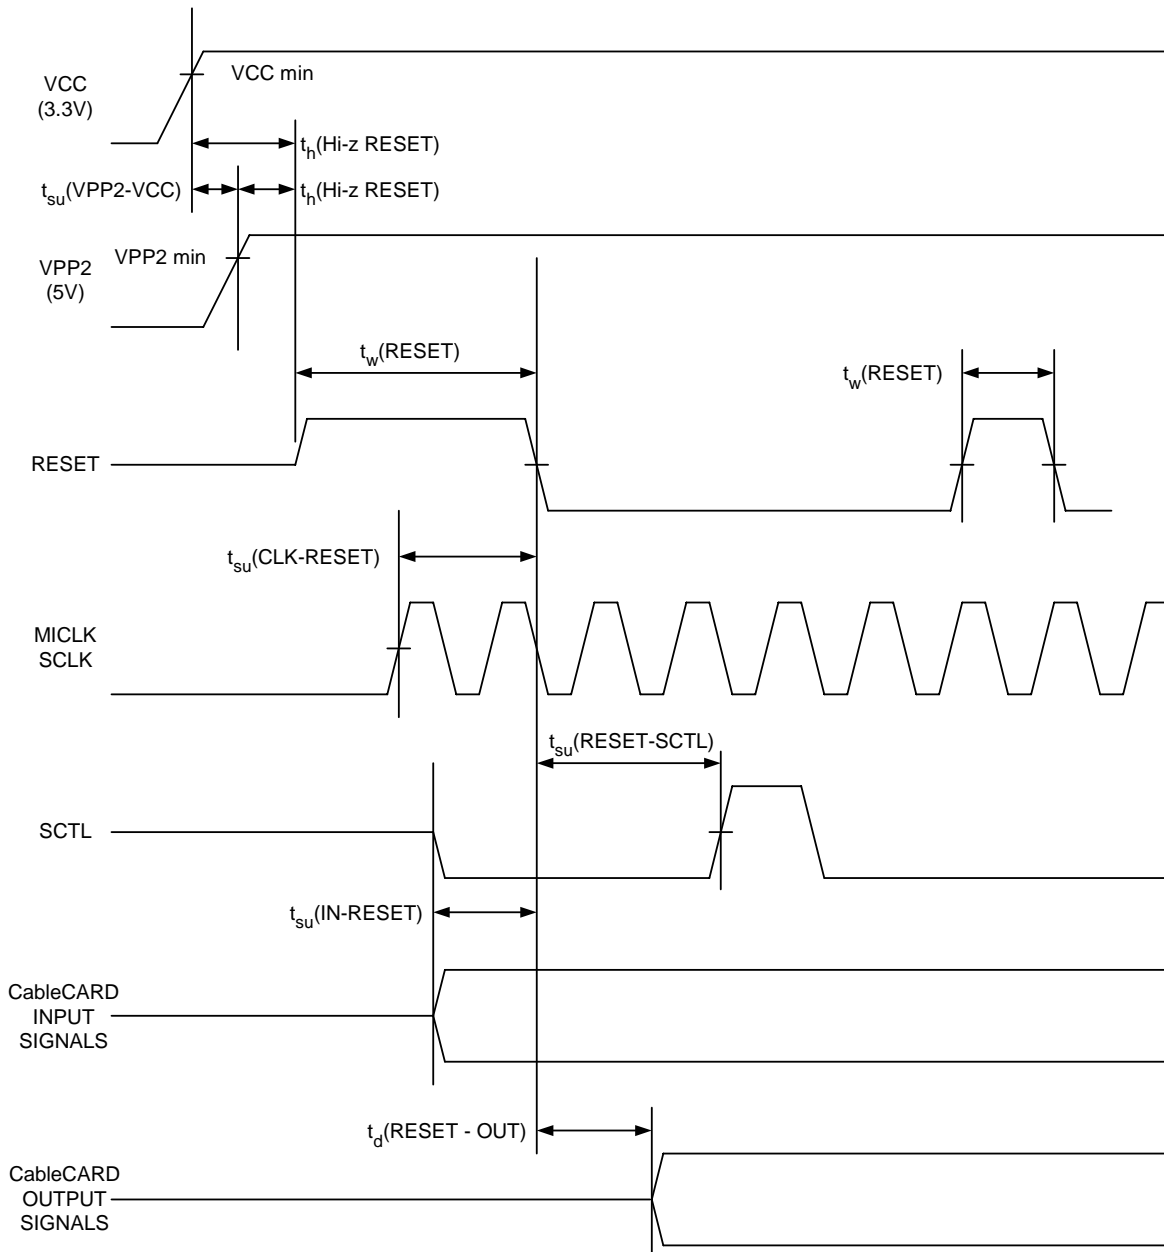 VCC min
VCC
(3.3V)
th(Hi-z RESET)
tsu(VPP2-VCC)
th(Hi-z RESET)
VPP2 min
VPP2
(5V)
tw(RESET)
tw(RESET)
RESET
tsu(CLK-RESET)
MICLK
SCLK
tsu(RESET-SCTL)
SCTL
tsu(IN-RESET)
CableCARD
INPUT
SIGNALS
td(RESET - OUT)
CableCARD
OUTPUT
SIGNALS